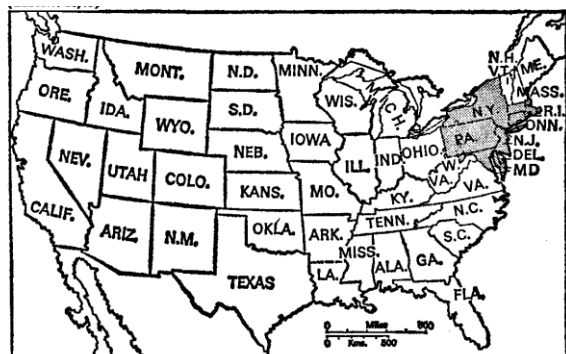 WASH.
MONT.
N.D.
MINN.
ORE.
IDA.
WYO.
S.D.
WIS.
MICH.
N.H.
V.T.
ME.
MASS.
N.Y.
R.I.
CONN.
NEV.
UTAH
COLO.
NEB.
IOWA
ILL.
IND.
OHIO
PA.
N.J.
DEL.
MD
CALIF.
ARIZ.
N.M.
KANS.
MO.
KY.
W.
VA.
VA.
OKLA.
ARK.
TENN.
N.C.
S.C.
TEXAS
LA.
MISS.
ALA.
GA.
FLA.
0 Miles 500
0 Kms. 500